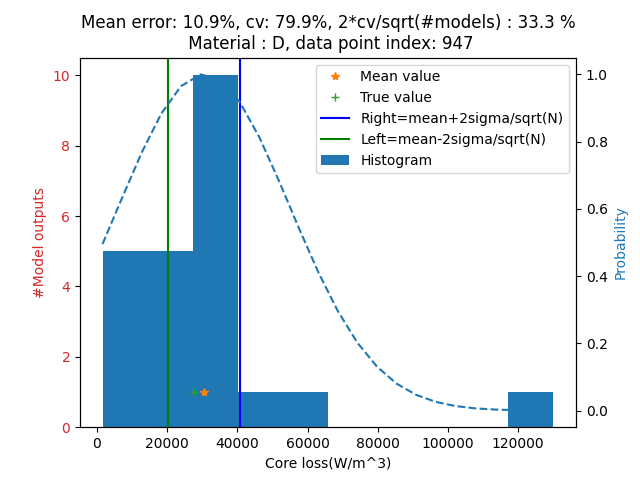 Mean error: 10.9%, cv: 79.9%, 2*cv/sqrt(#models) : 33.3 %
Material : D, data point index: 947
Mean value
True value
Right=mean+2sigma/sqrt(N)
Left=mean-2sigma/sqrt(N)
Histogram
#Model outputs
10
8
6
4
2
0
1.0
0.8
0.6
0.4
0.2
0.0
Probability
0 20000 40000 60000 80000 100000 120000
Core loss(W/m^3)